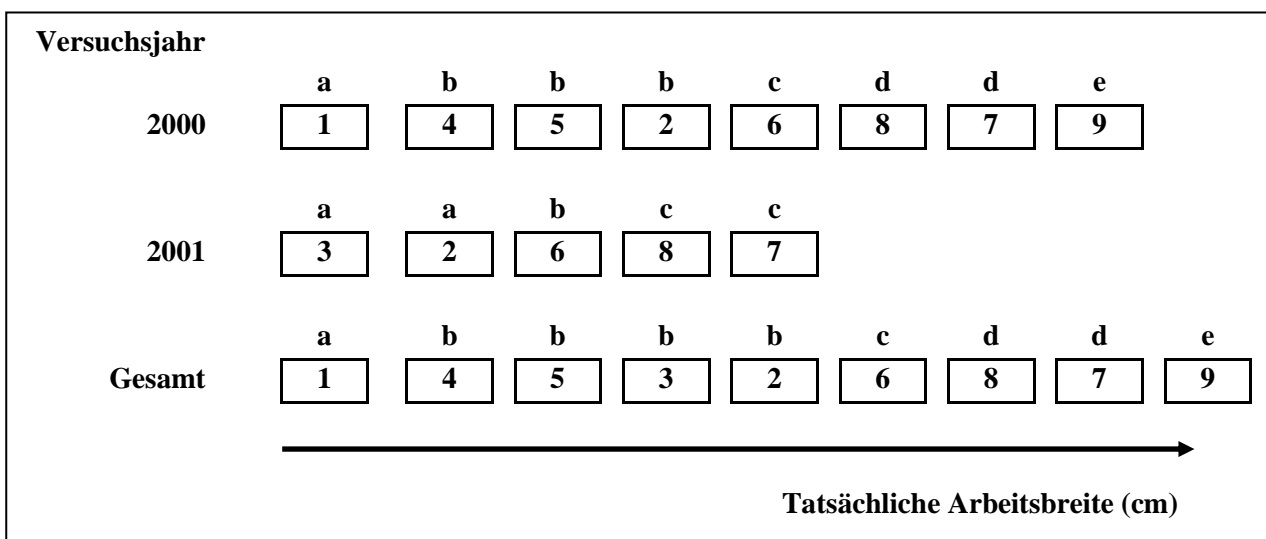 Versuchsjahr
a b b b c d d e
2000 1 4 5 2 6 8 7 9
a a b c c
2001 3 2 6 8 7
a b b b b c d d e
Gesamt 1 4 5 3 2 6 8 7 9
Tatsächliche Arbeitsbreite (cm)